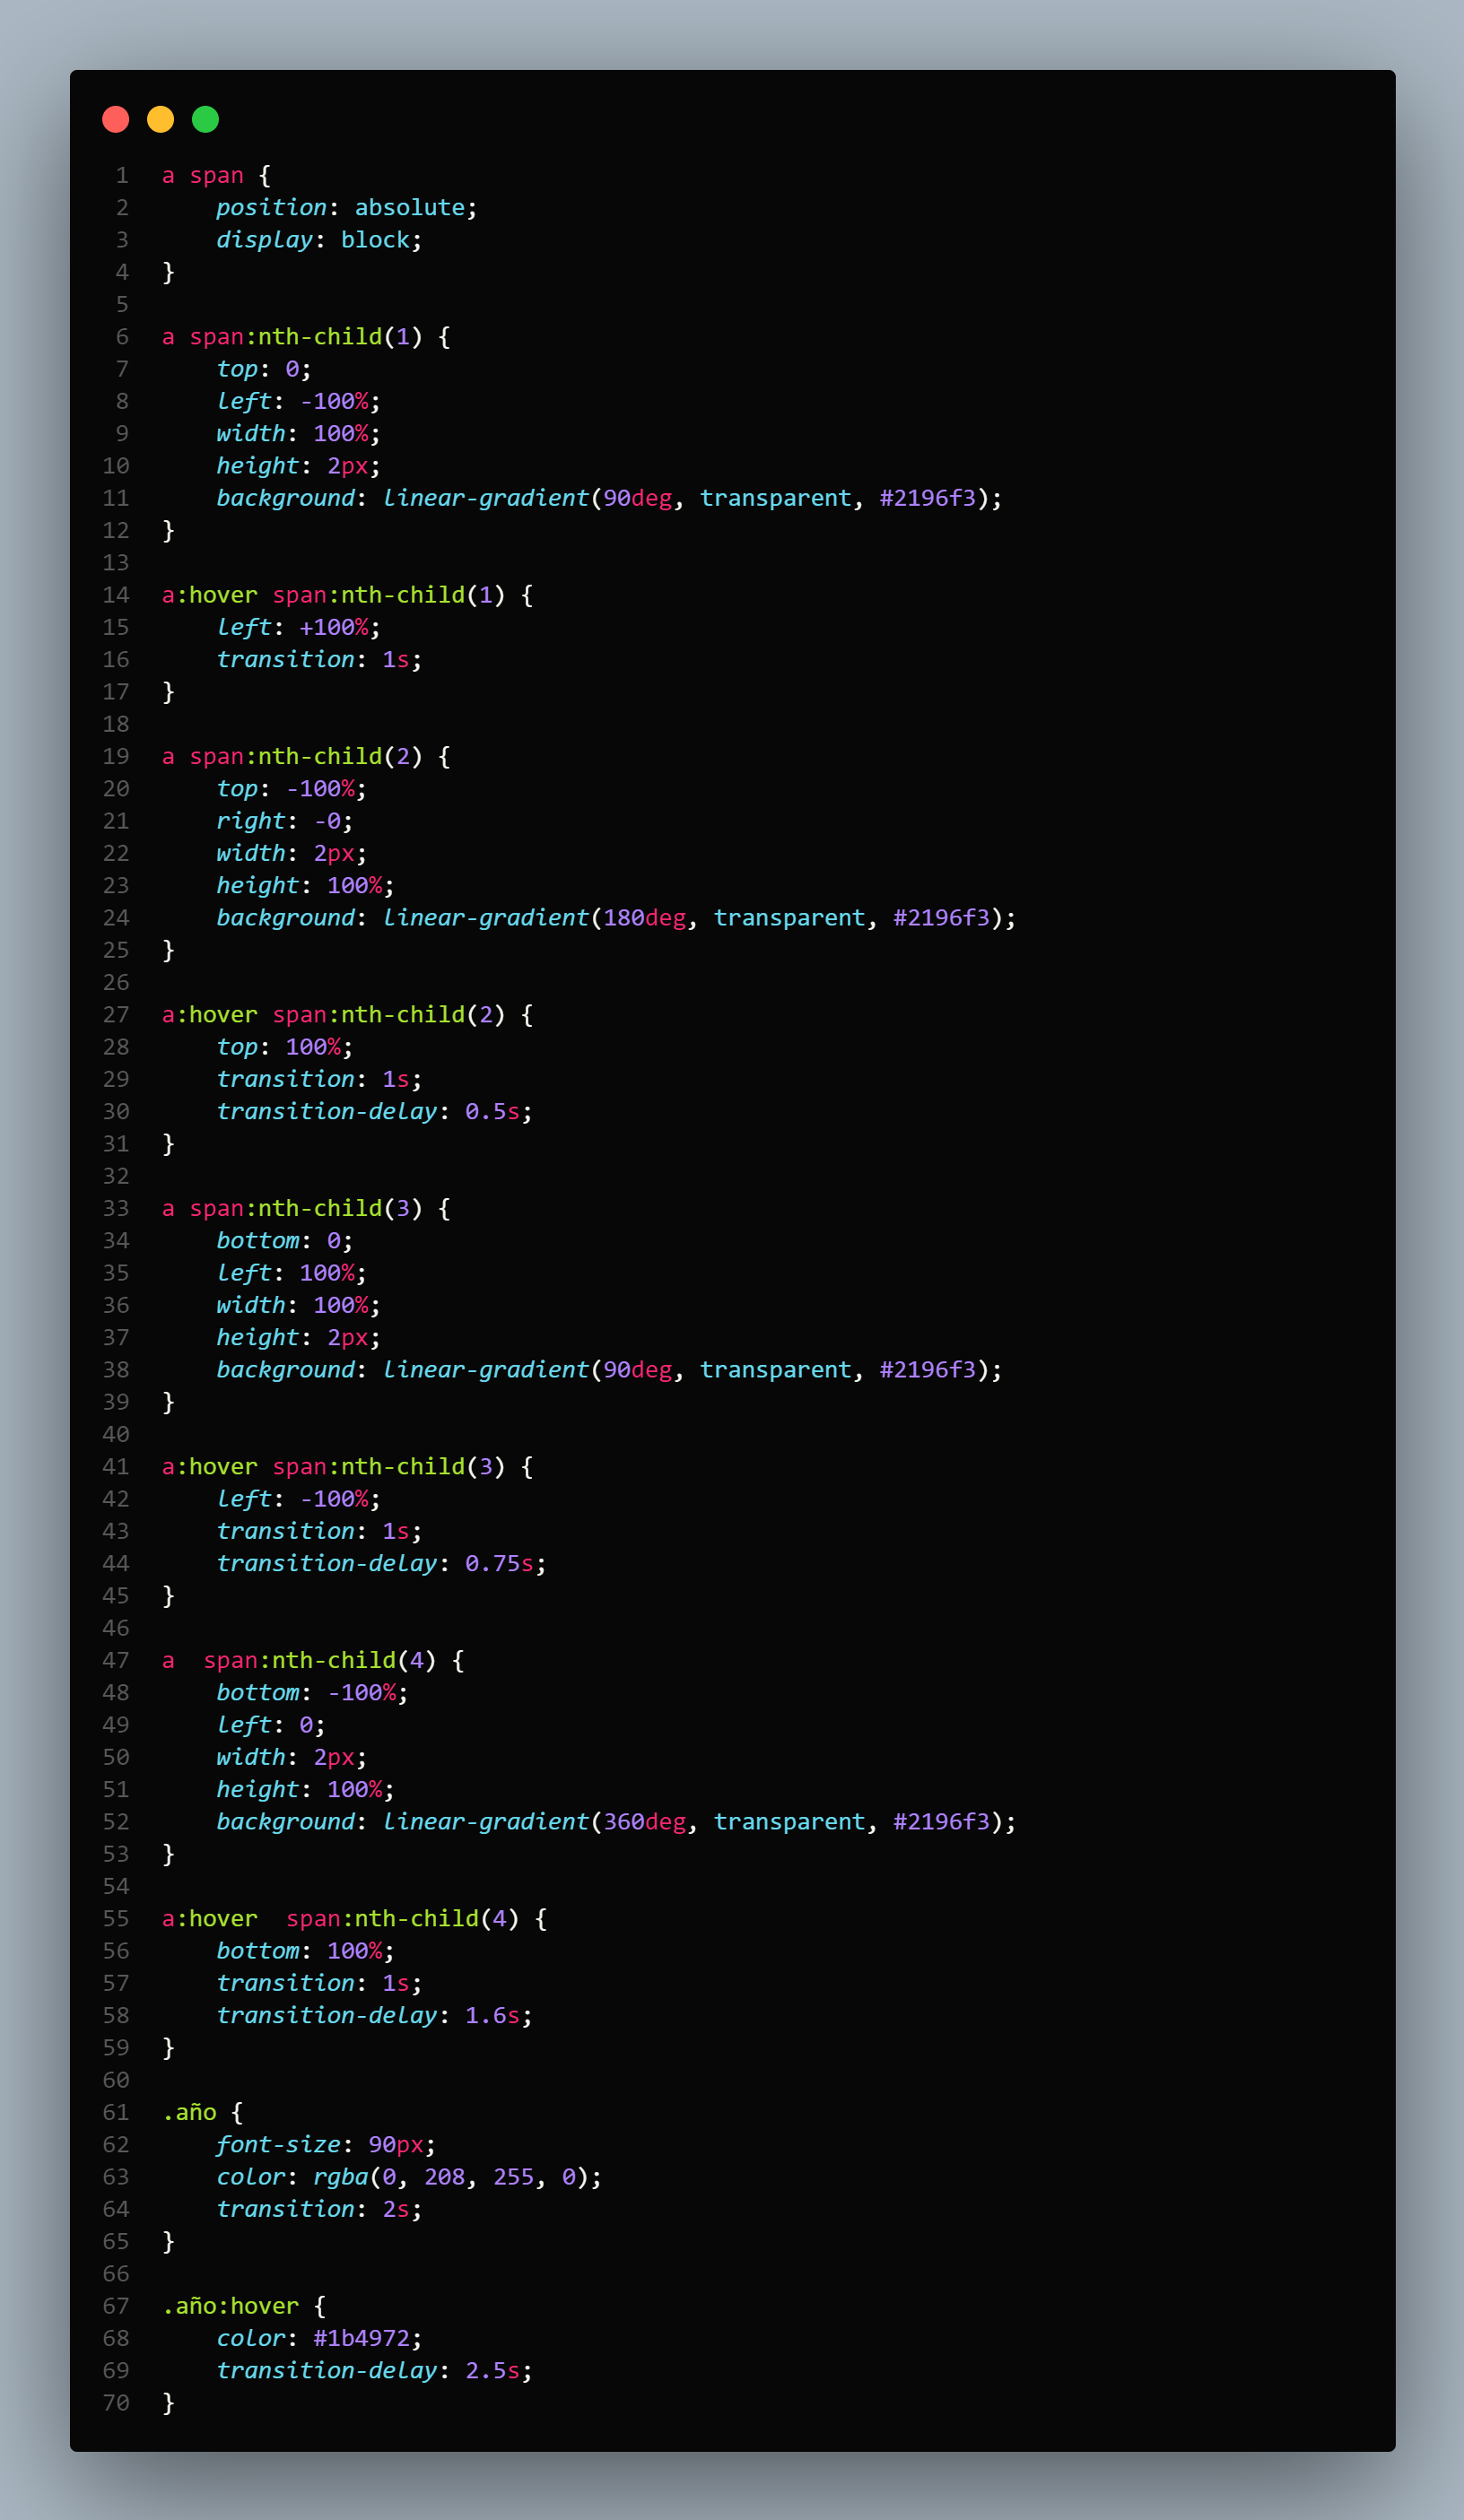 1 a span {
2     position: absolute;
3     display: block;
4 }
5
6 a span:nth-child(1) {
7     top: 0;
8     left: -100%;
9     width: 100%;
10     height: 2px;
11     background: linear-gradient(90deg, transparent, #2196f3);
12 }
13
14 a:hover span:nth-child(1) {
15     left: +100%;
16     transition: 1s;
17 }
18
19 a span:nth-child(2) {
20     top: -100%;
21     right: -0;
22     width: 2px;
23     height: 100%;
24     background: linear-gradient(180deg, transparent, #2196f3);
25 }
26
27 a:hover span:nth-child(2) {
28     top: 100%;
29     transition: 1s;
30     transition-delay: 0.5s;
31 }
32
33 a span:nth-child(3) {
34     bottom: 0;
35     left: 100%;
36     width: 100%;
37     height: 2px;
38     background: linear-gradient(90deg, transparent, #2196f3);
39 }
40
41 a:hover span:nth-child(3) {
42     left: -100%;
43     transition: 1s;
44     transition-delay: 0.75s;
45 }
46
47 a  span:nth-child(4) {
48     bottom: -100%;
49     left: 0;
50     width: 2px;
51     height: 100%;
52     background: linear-gradient(360deg, transparent, #2196f3);
53 }
54
55 a:hover  span:nth-child(4) {
56     bottom: 100%;
57     transition: 1s;
58     transition-delay: 1.6s;
59 }
60
61 .año {
62     font-size: 90px;
63     color: rgba(0, 208, 255, 0);
64     transition: 2s;
65 }
66
67 .año:hover {
68     color: #1b4972;
69     transition-delay: 2.5s;
70 }